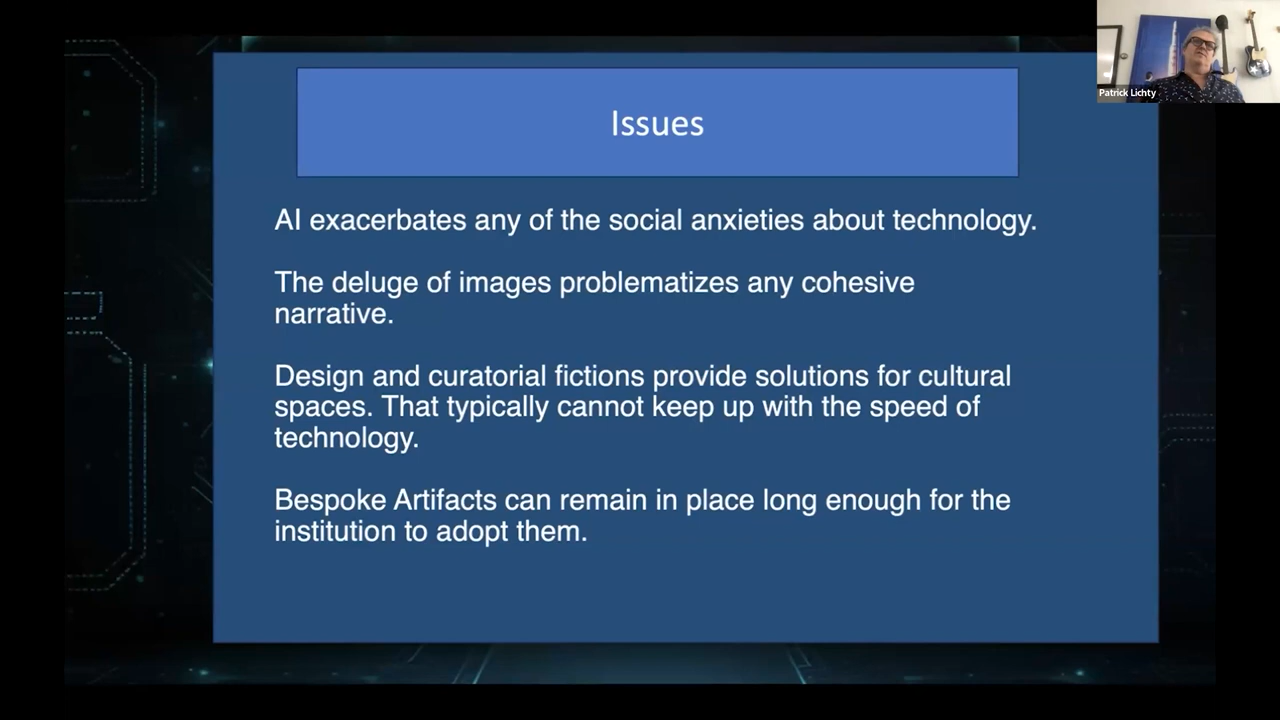 Issues
Patrick Lichty
AI exacerbates any of the social anxieties about technology.
The deluge of images problematizes any cohesive
narrative.
Design and curatorial fictions provide solutions for cultural
spaces. That typically cannot keep up with the speed of
technology.
Bespoke Artifacts can remain in place long enough for the
institution to adopt them.